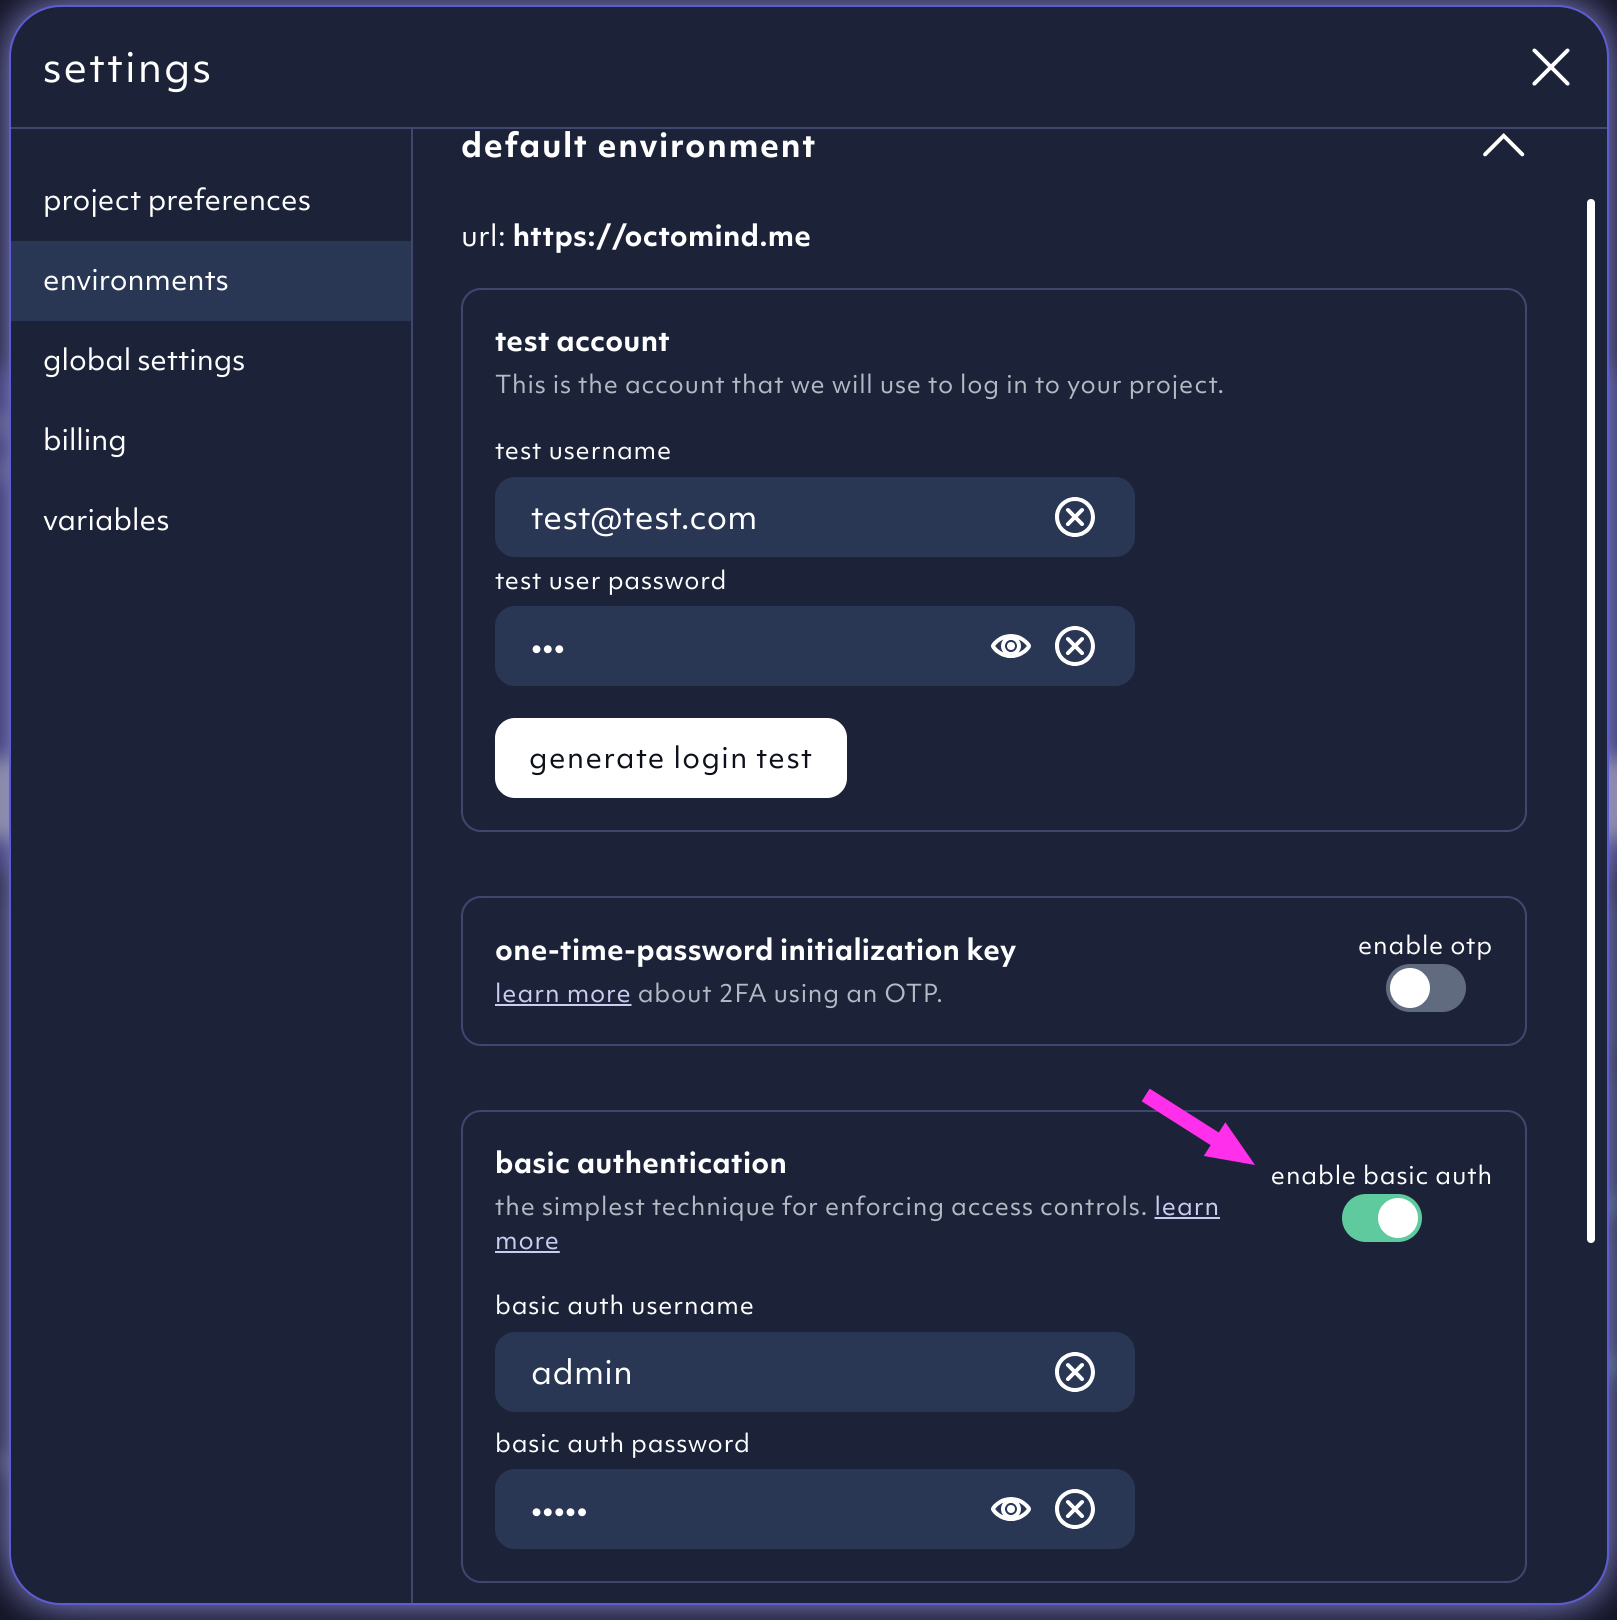 settings
project preferences
environments
global settings
billing
variables
default environment
url: https://octomind.me
test account
This is the account that we will use to log in to your project.
test username
test@test.com
test user password
•••
generate login test
one-time-password initialization key
learn more about 2FA using an OTP.
enable otp
basic authentication
the simplest technique for enforcing access controls. learn
more
enable basic auth
basic auth username
admin
basic auth password
•••••